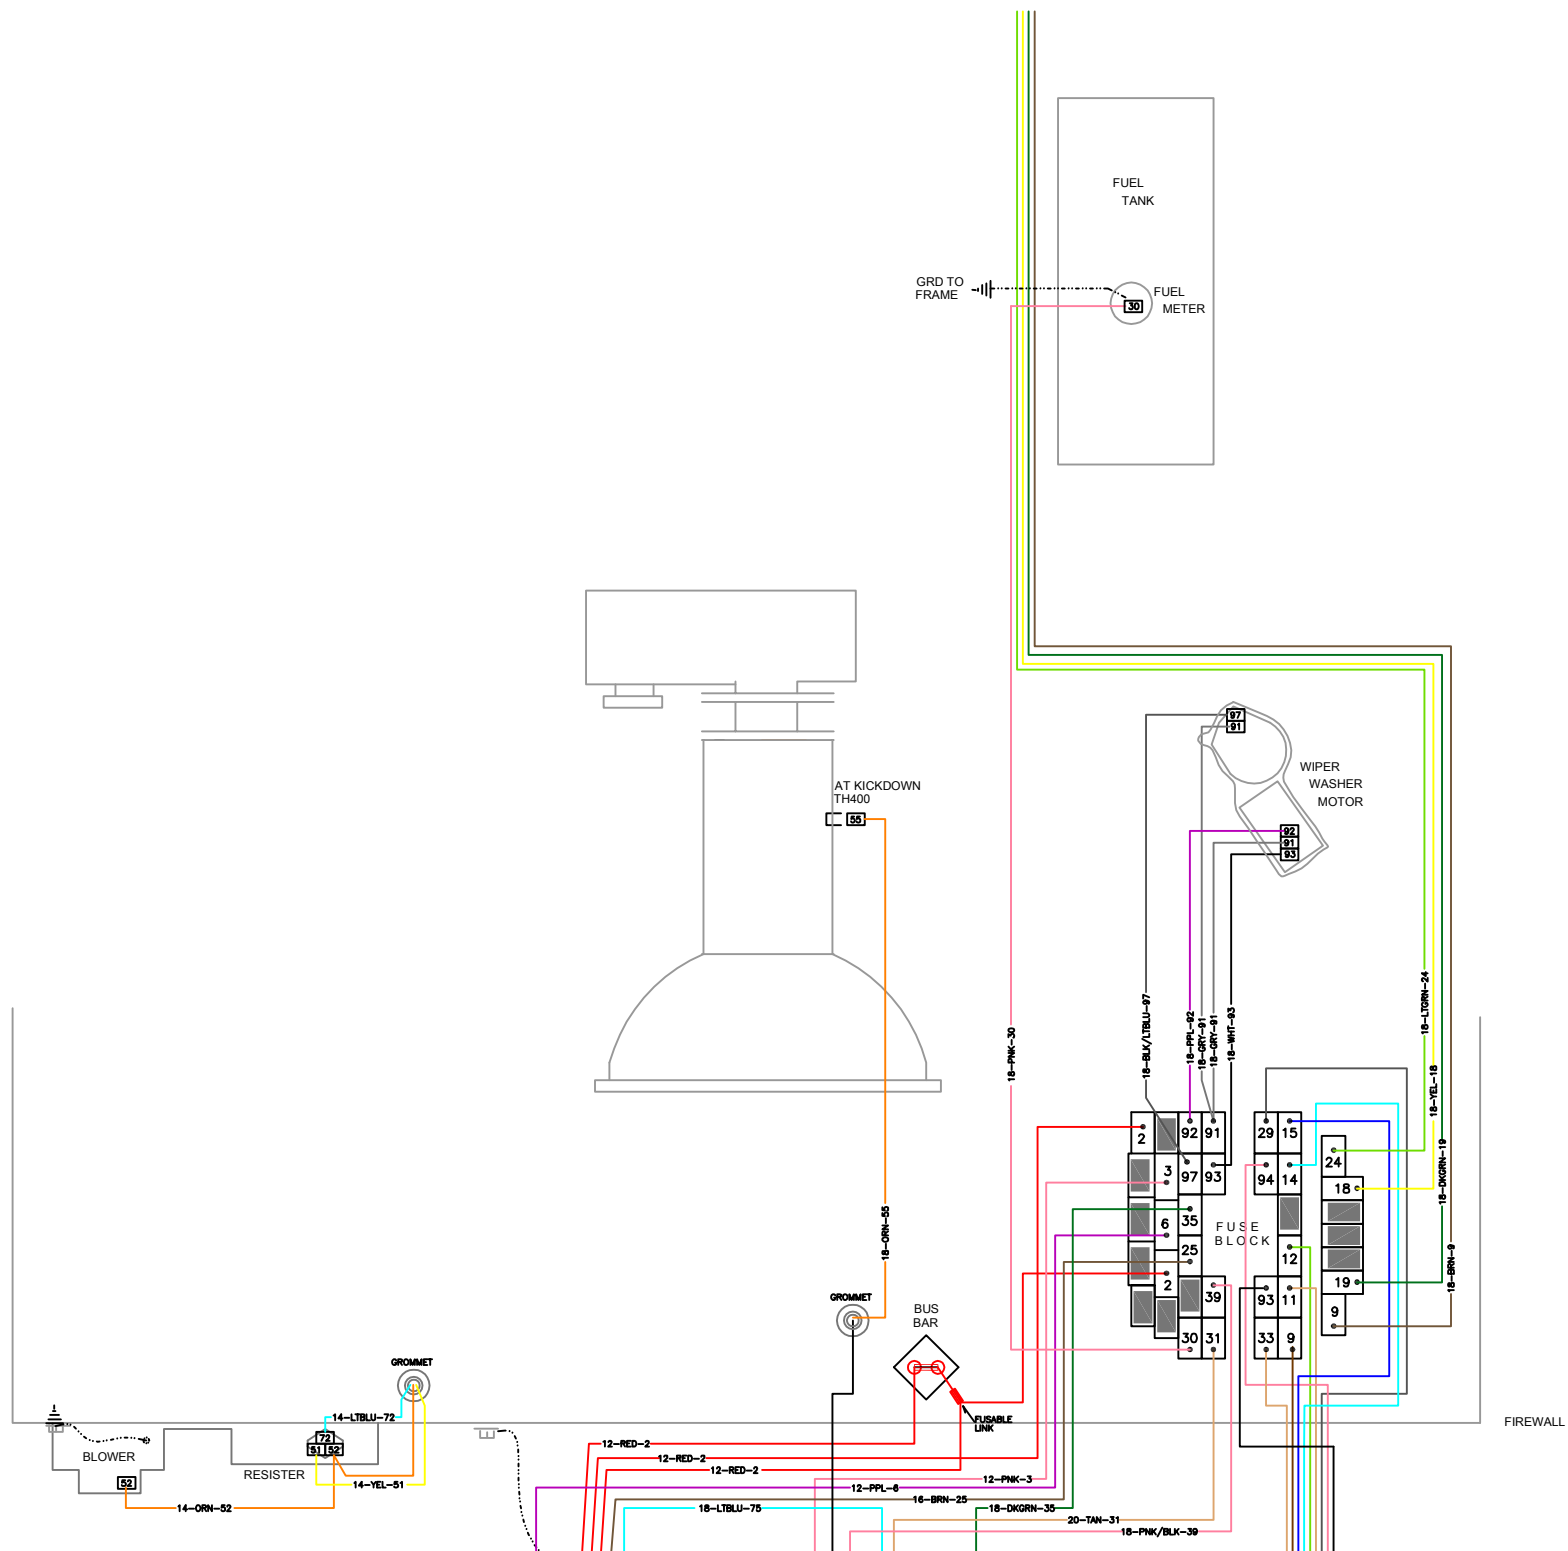 FUEL
TANK
GRD TO
FRAME
FUEL
METER
30
AT KICKDOWN
TH400
55
97
91
WIPER
WASHER
MOTOR
92
91
93
18-PNK-30
18-BLK/LTBLU-97
18-PPL-92
18-GRY-91
18-GRY-91
18-WHT-93
18-LTGRN-24
18-YEL-18
18-DKGRN-19
18-BRN-9
18-ORN-55
2
92
91
29
15
3
97
93
94
14
24
18
6
35
FUSE
BLOCK
25
12
2
39
93
11
19
30
31
33
9
9
GROMMET
BUS
BAR
FUSABLE
LINK
GROMMET
14-LTBLU-72
72
51
52
BLOWER
RESISTER
52
14-YEL-51
14-ORN-52
FIREWALL
12-RED-2
12-RED-2
12-RED-2
12-PNK-3
12-PPL-6
16-BRN-25
18-LTBLU-75
18-DKGRN-35
20-TAN-31
18-PNK/BLK-39